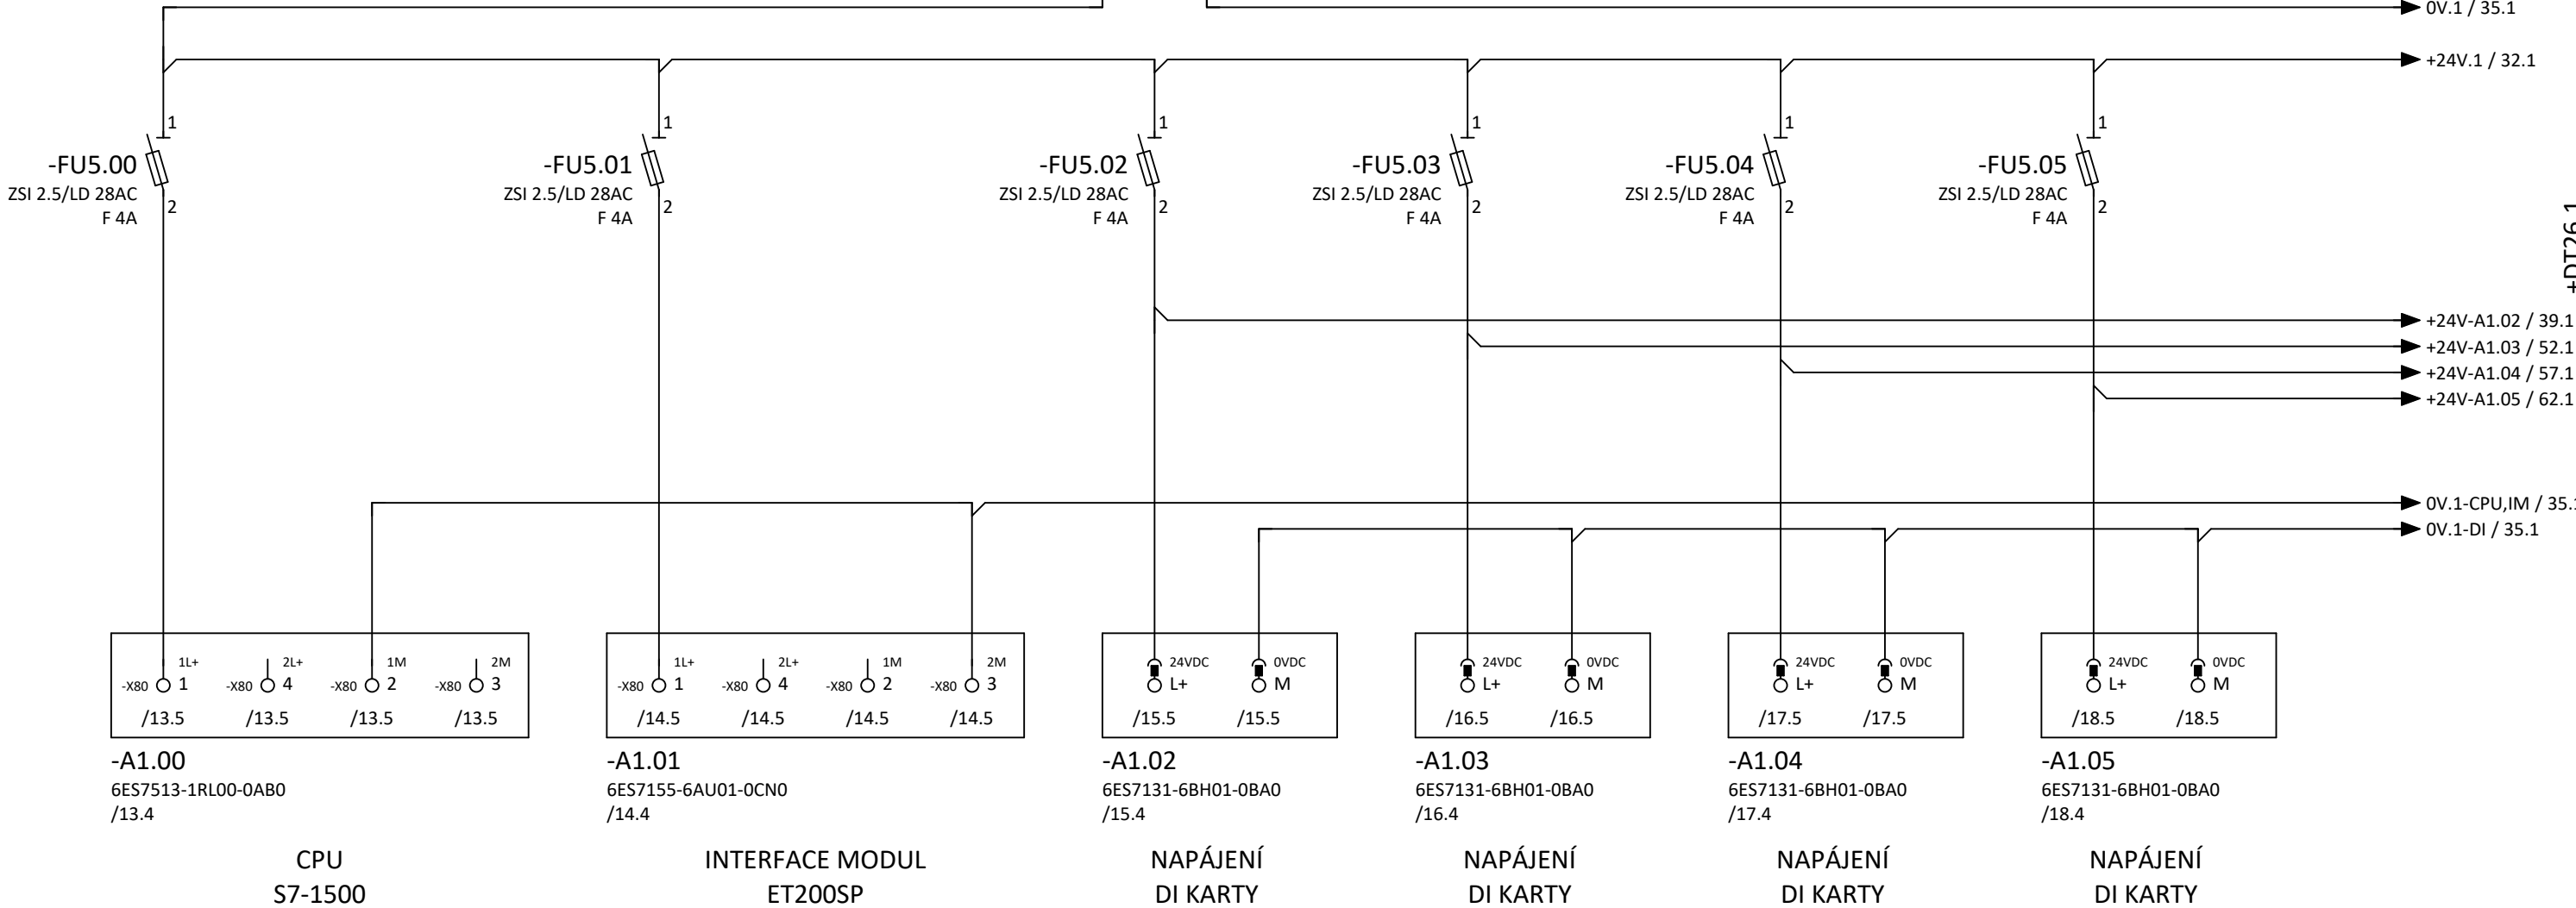 0V.1 / 35.1
+24V.1 / 32.1
1
1
1
1
1
1
-FU5.00
-FU5.01
-FU5.02
-FU5.03
-FU5.04
-FU5.05
ZSI 2.5/LD 28AC
ZSI 2.5/LD 28AC
ZSI 2.5/LD 28AC
ZSI 2.5/LD 28AC
ZSI 2.5/LD 28AC
ZSI 2.5/LD 28AC
F 4A
F 4A
F 4A
F 4A
F 4A
F 4A
2
2
2
2
2
2
+DT26.1
+24V-A1.02 / 39.1
+24V-A1.03 / 52.1
+24V-A1.04 / 57.1
+24V-A1.05 / 62.1
0V.1-CPU,IM / 35.1
0V.1-DI / 35.1
1L+ 2L+ 1M 2M
-X80 1 -X80 4 -X80 2 -X80 3
/13.5 /13.5 /13.5 /13.5
-A1.00
6ES7513-1RL00-0AB0
/13.4
CPU
S7-1500
1L+ 2L+ 1M 2M
-X80 1 -X80 4 -X80 2 -X80 3
/14.5 /14.5 /14.5 /14.5
-A1.01
6ES7155-6AU01-0CN0
/14.4
INTERFACE MODUL
ET200SP
24VDC 0VDC
L+ M
/15.5 /15.5
-A1.02
6ES7131-6BH01-0BA0
/15.4
NAPÁJENÍ
DI KARTY
24VDC 0VDC
L+ M
/16.5 /16.5
-A1.03
6ES7131-6BH01-0BA0
/16.4
NAPÁJENÍ
DI KARTY
24VDC 0VDC
L+ M
/17.5 /17.5
-A1.04
6ES7131-6BH01-0BA0
/17.4
NAPÁJENÍ
DI KARTY
24VDC 0VDC
L+ M
/18.5 /18.5
-A1.05
6ES7131-6BH01-0BA0
/18.4
NAPÁJENÍ
DI KARTY